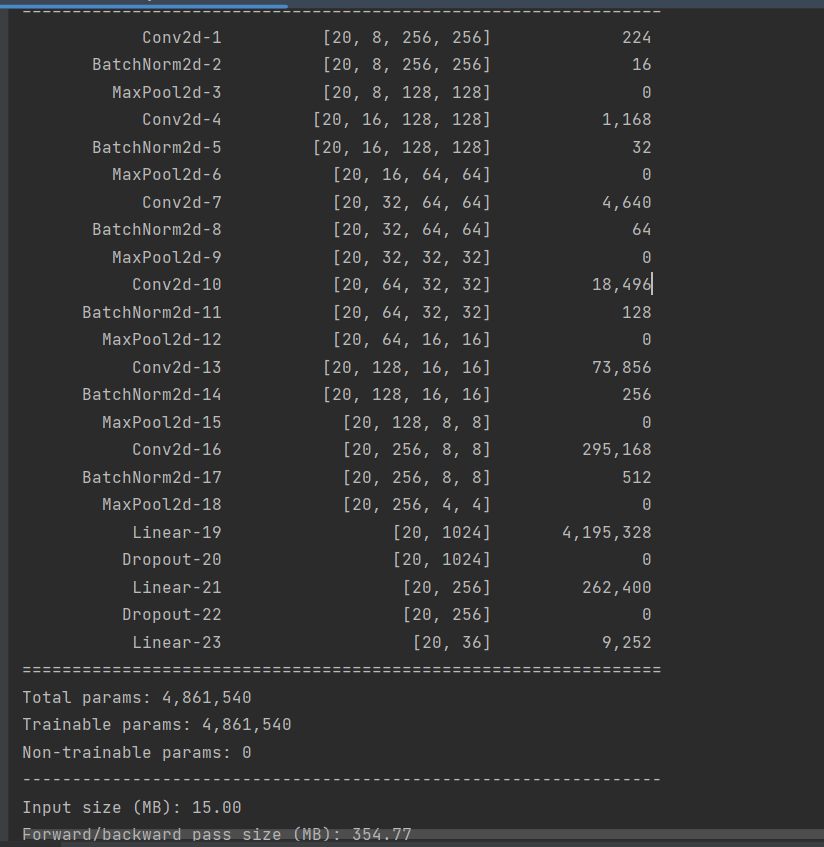 ----------------------------------------------------------------
Conv2d-1 [20, 8, 256, 256] 224
BatchNorm2d-2 [20, 8, 256, 256] 16
MaxPool2d-3 [20, 8, 128, 128] 0
Conv2d-4 [20, 16, 128, 128] 1,168
BatchNorm2d-5 [20, 16, 128, 128] 32
MaxPool2d-6 [20, 16, 64, 64] 0
Conv2d-7 [20, 32, 64, 64] 4,640
BatchNorm2d-8 [20, 32, 64, 64] 64
MaxPool2d-9 [20, 32, 32, 32] 0
Conv2d-10 [20, 64, 32, 32] 18,496
BatchNorm2d-11 [20, 64, 32, 32] 128
MaxPool2d-12 [20, 64, 16, 16] 0
Conv2d-13 [20, 128, 16, 16] 73,856
BatchNorm2d-14 [20, 128, 16, 16] 256
MaxPool2d-15 [20, 128, 8, 8] 0
Conv2d-16 [20, 256, 8, 8] 295,168
BatchNorm2d-17 [20, 256, 8, 8] 512
MaxPool2d-18 [20, 256, 4, 4] 0
Linear-19 [20, 1024] 4,195,328
Dropout-20 [20, 1024] 0
Linear-21 [20, 256] 262,400
Dropout-22 [20, 256] 0
Linear-23 [20, 36] 9,252
================================================================
Total params: 4,861,540
Trainable params: 4,861,540
Non-trainable params: 0
----------------------------------------------------------------
Input size (MB): 15.00
Forward/backward pass size (MB): 354.77